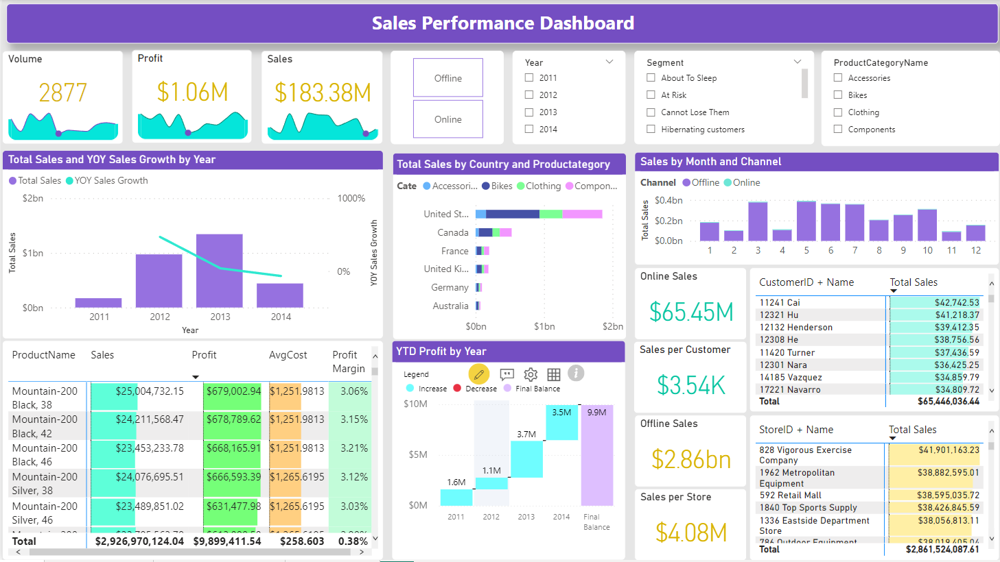 Sales Performance Dashboard
Volume
2877
Profit
$1.06M
Sales
$183.38M
Offline
Online
Year
2011
2012
2013
2014
Segment
About To Sleep
At Risk
Cannot Lose Them
Hibernating customers
ProductCategoryName
Accessories
Bikes
Clothing
Components
Total Sales and YOY Sales Growth by Year
Total Sales YOY Sales Growth
$2bn
$1bn
$0bn
1000%
0%
Total Sales
YOY Sales Growth
2011 2012 2013 2014
Year
Total Sales by Country and Productategory
Cate Accessori... Bikes Clothing Compon...
United St...
Canada
France
United Ki...
Germany
Australia
$0bn $1bn $2bn
Sales by Month and Channel
Channel Offline Online
Total Sales
$0.4bn
$0.2bn
$0.0bn
1 2 3 4 5 6 7 8 9 10 11 12
ProductName Sales Profit AvgCost Profit
Margin
Mountain-200 $25,004,732.15 $679,002.94 $1,251.9813 3.06%
Black, 38
Mountain-200 $24,211,568.47 $678,789.62 $1,251.9813 3.15%
Black, 42
Mountain-200 $23,453,233.78 $668,165.91 $1,251.9813 3.21%
Black, 46
Mountain-200 $24,076,695.51 $666,593.39 $1,265.6195 3.12%
Silver, 38
Mountain-200 $23,489,851.02 $631,477.98 $1,265.6195 3.03%
Silver, 46
Total $2,926,970,124.04 $9,899,411.54 $258.603 0.38%
YTD Profit by Year
Legend
Increase Decrease Final Balance
$10M
$5M
$0M
1.6M
1.1M
3.7M
3.5M
9.9M
2011 2012 2013 2014 Final
Balance
Online Sales
$65.45M
Sales per Customer
$3.54K
Offline Sales
$2.86bn
Sales per Store
$4.08M
CustomerID + Name Total Sales
11241 Cai $42,742.53
12321 Hu $41,218.37
12132 Henderson $39,412.35
12308 He $38,756.56
11420 Turner $37,436.59
12301 Nara $36,425.25
14185 Vazquez $34,859.79
17221 Navarro $34,809.72
Total $65,446,036.44
StoreID + Name Total Sales
828 Vigorous Exercise $41,901,163.23
Company
1962 Metropolitan $38,882,595.01
Equipment
592 Retail Mall $38,595,035.72
1840 Top Sports Supply $38,426,845.59
1336 Eastside Department $38,056,813.11
Store
786 Outdoor Equipment
Total $2,861,524,087.61